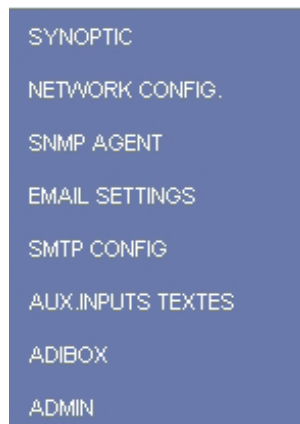 SYNOPTIC
NETWORK CONFIG.
SNMP AGENT
EMAIL SETTINGS
SMTP CONFIG
AUX.INPUTS TEXTES
ADIBOX
ADMIN